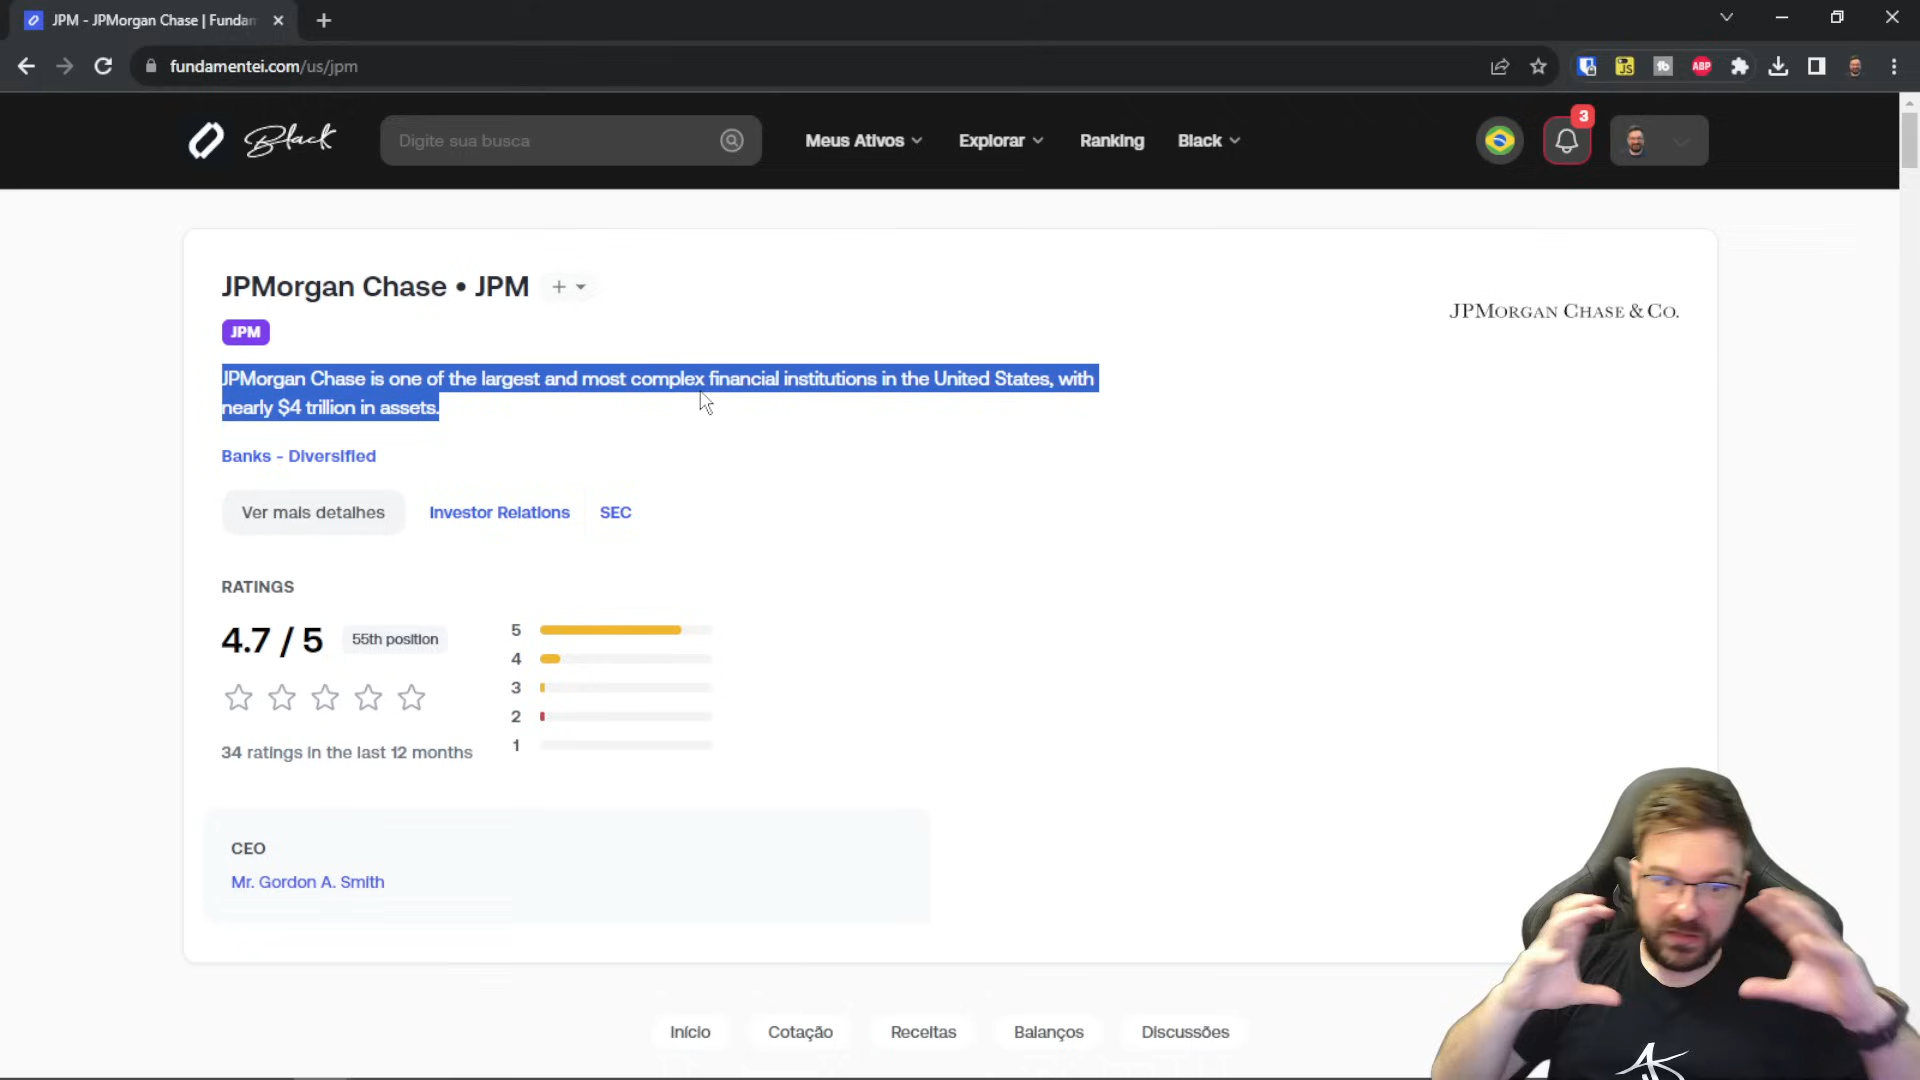 JPM - JPMorgan Chase | Fundam
fundamentei.com/us/jpm
JS
ABP
Black
Digite sua busca
Meus Ativos
Explorar
Ranking
Black
3
JPMorgan Chase • JPM
JPMORGAN CHASE & CO.
JPM
JPMorgan Chase is one of the largest and most complex financial institutions in the United States, with
nearly $4 trillion in assets.
Banks - Diversified
Ver mais detalhes
Investor Relations
SEC
RATINGS
4.7 / 5
55th position
5
4
3
2
1
34 ratings in the last 12 months
CEO
Mr. Gordon A. Smith
Início
Cotação
Receitas
Balanços
Discussões